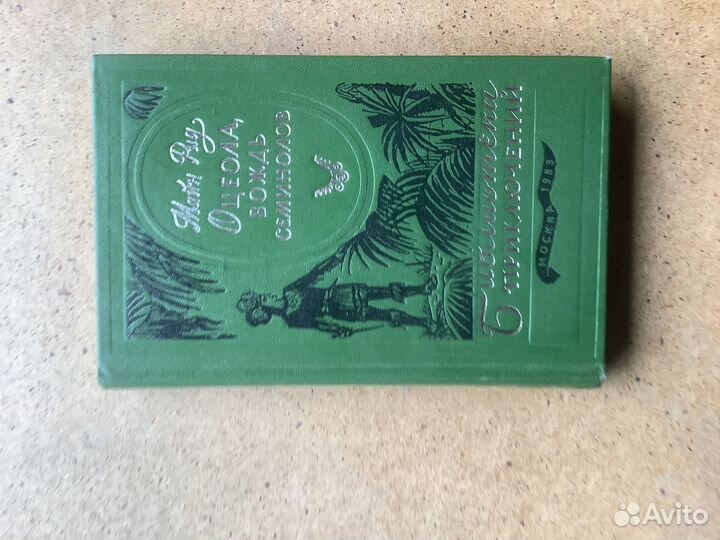 Майн Рид
ОЦЕОЛА,
ВОЖДЬ
СЕМИНОЛОВ
Библиотека
ПРИКЛЮЧЕНИЙ
МОСКВА 1983
Avito